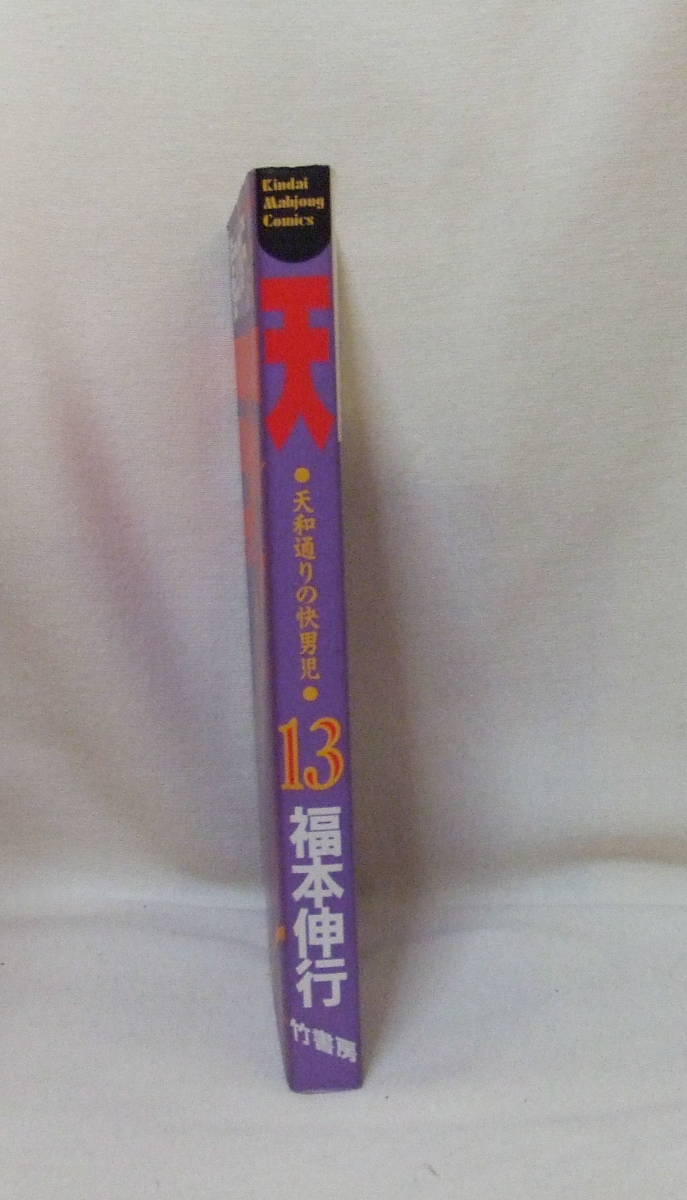 Kindai
Mahjong
Comics
天
●天和通りの快男児●
13
福本伸行
竹書房